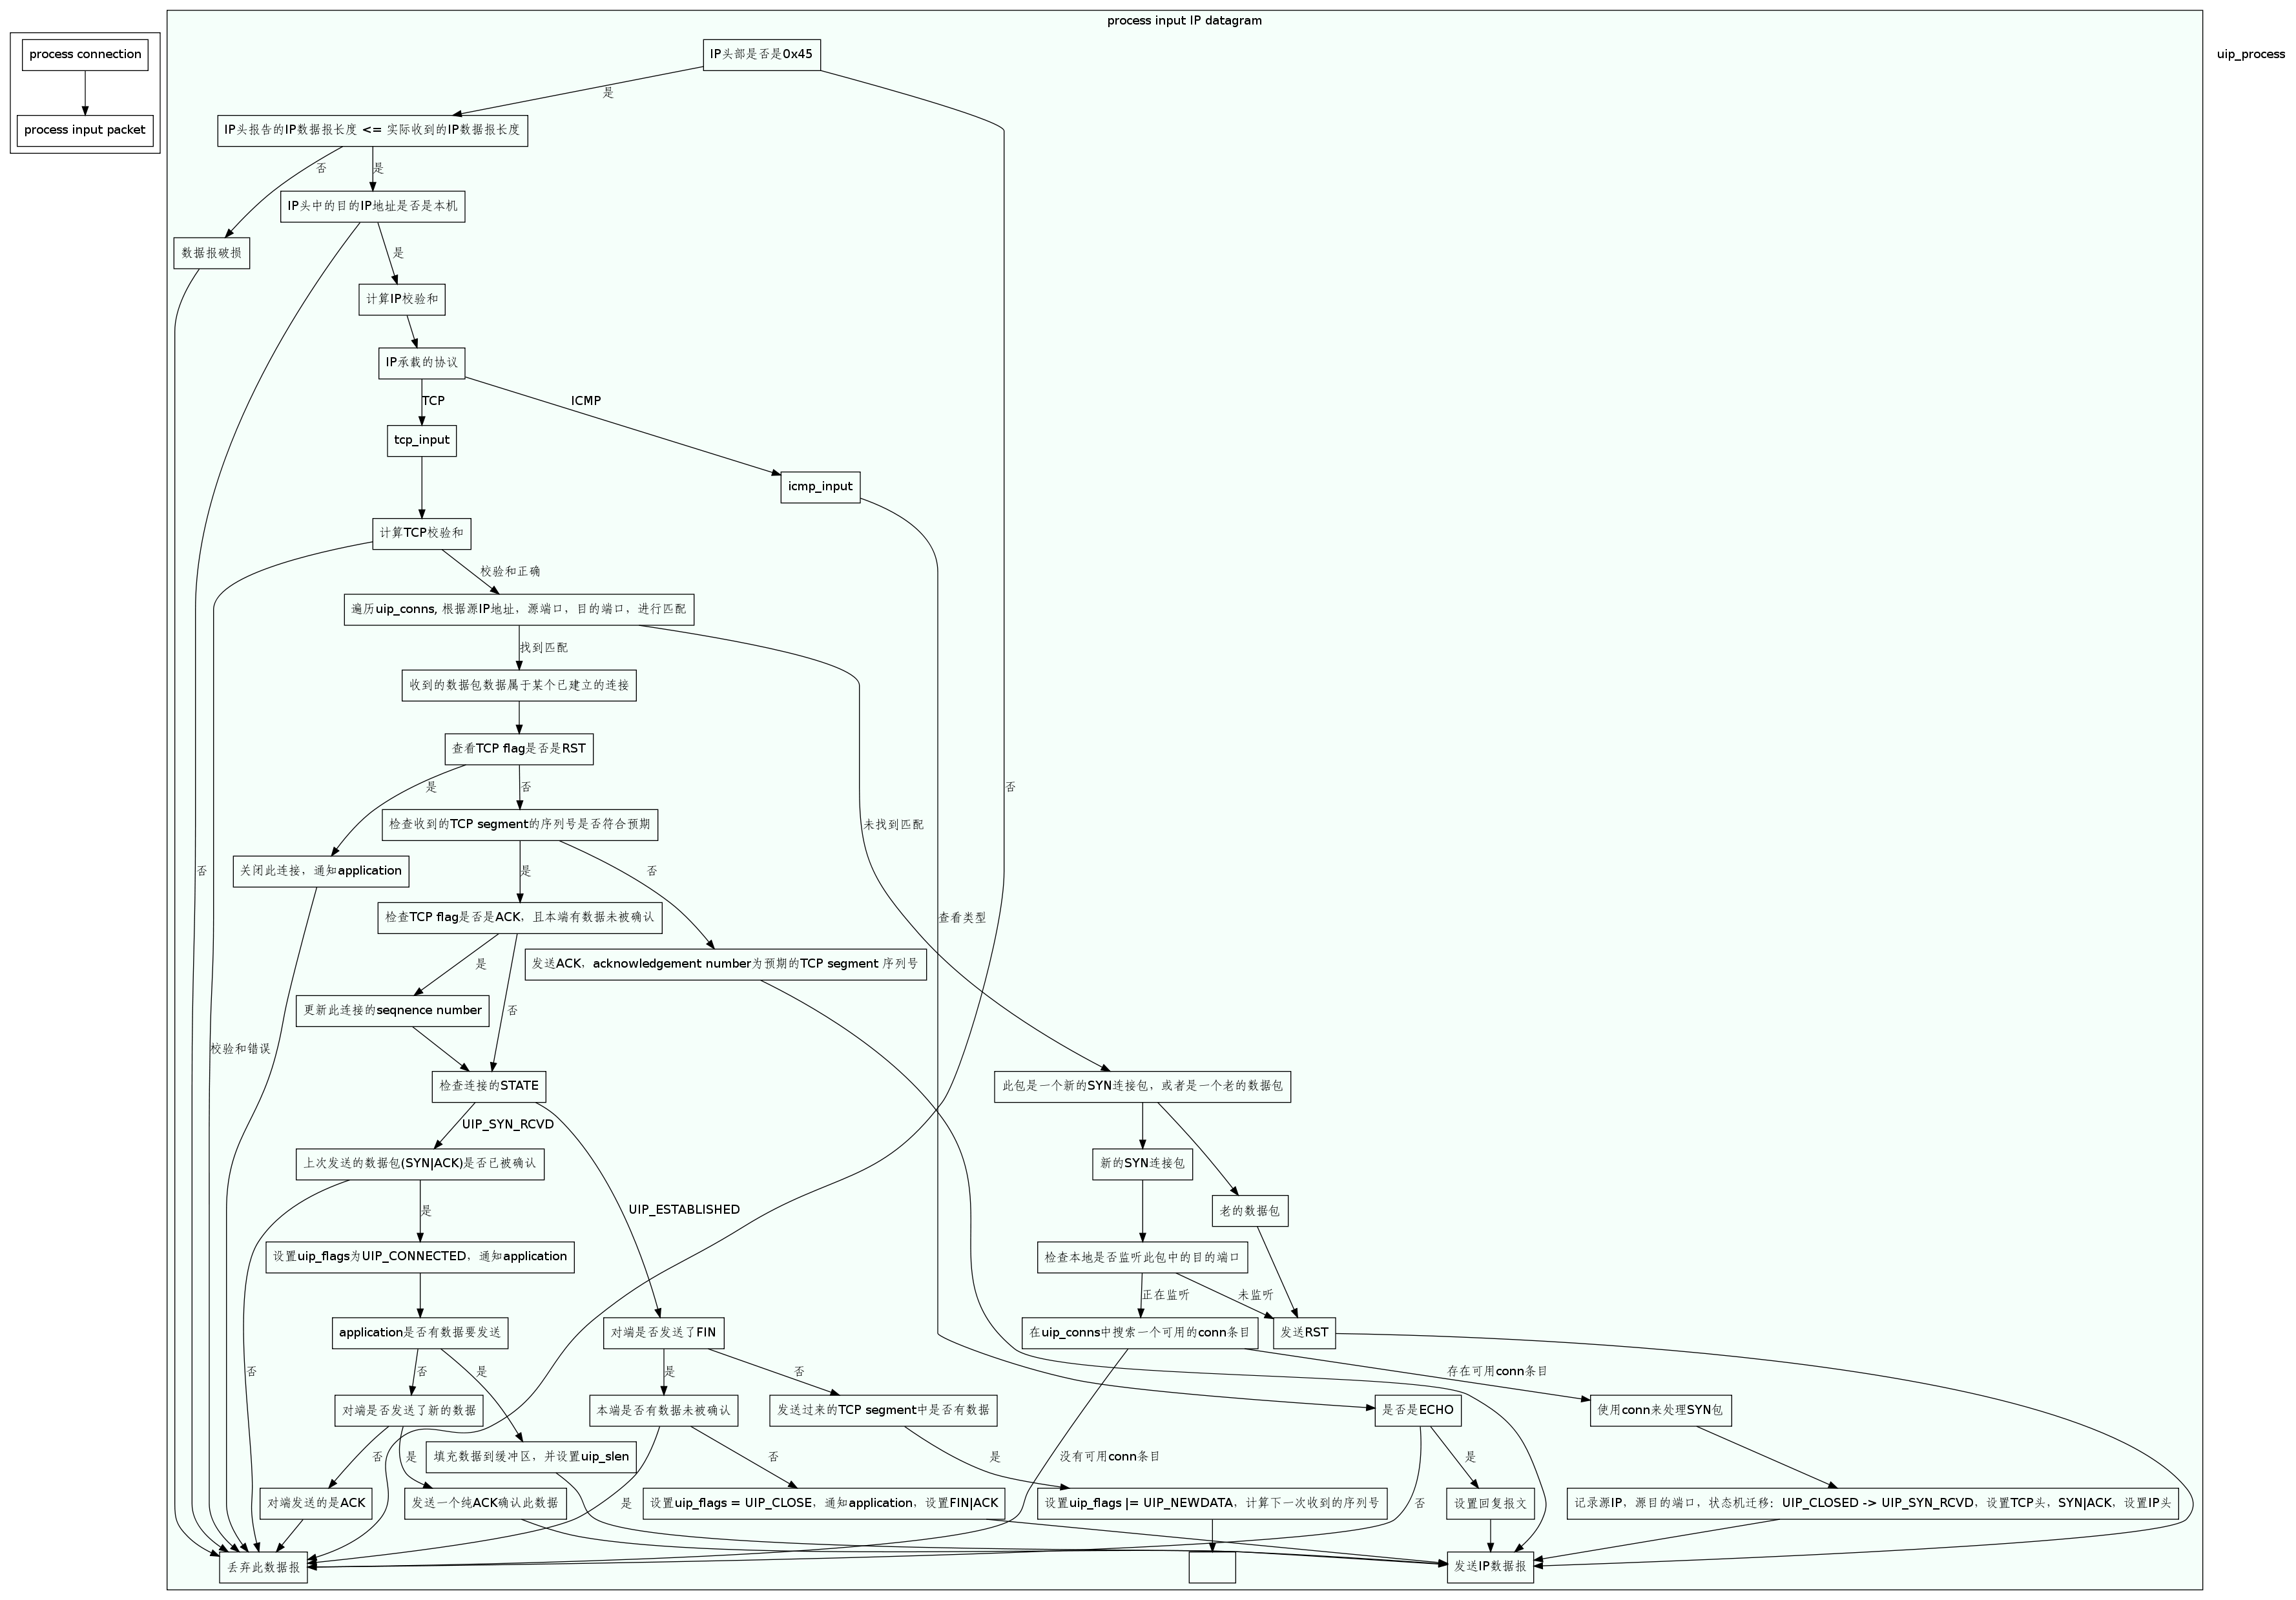 process input IP datagram
process connection
IP头部是否是0x45
uip_process
是
process input packet
IP头报告的IP数据报长度 <= 实际收到的IP数据报长度
否
是
IP头中的目的IP地址是否是本机
数据报破损
是
计算IP校验和
IP承载的协议
TCP
ICMP
tcp_input
icmp_input
计算TCP校验和
校验和正确
遍历uip_conns, 根据源IP地址，源端口，目的端口，进行匹配
找到匹配
收到的数据包数据属于某个已建立的连接
查看TCP flag是否是RST
是
否
否
检查收到的TCP segment的序列号是否符合预期
未找到匹配
否
关闭此连接，通知application
是
否
检查TCP flag是否是ACK，且本端有数据未被确认
查看类型
发送ACK，acknowledgement number为预期的TCP segment 序列号
是
更新此连接的seqnence number
否
校验和错误
检查连接的STATE
此包是一个新的SYN连接包，或者是一个老的数据包
UIP_SYN_RCVD
上次发送的数据包(SYN|ACK)是否已被确认
新的SYN连接包
是
UIP_ESTABLISHED
老的数据包
设置uip_flags为UIP_CONNECTED，通知application
检查本地是否监听此包中的目的端口
正在监听
未监听
application是否有数据要发送
对端是否发送了FIN
在uip_conns中搜索一个可用的conn条目
发送RST
否
否
是
是
否
存在可用conn条目
对端是否发送了新的数据
本端是否有数据未被确认
发送过来的TCP segment中是否有数据
是否是ECHO
使用conn来处理SYN包
否
是
填充数据到缓冲区，并设置uip_slen
否
是
没有可用conn条目
是
对端发送的是ACK
发送一个纯ACK确认此数据
是
设置uip_flags = UIP_CLOSE，通知application，设置FIN|ACK
设置uip_flags |= UIP_NEWDATA，计算下一次收到的序列号
否
设置回复报文
记录源IP，源目的端口，状态机迁移：UIP_CLOSED -> UIP_SYN_RCVD，设置TCP头，SYN|ACK，设置IP头
丢弃此数据报
发送IP数据报